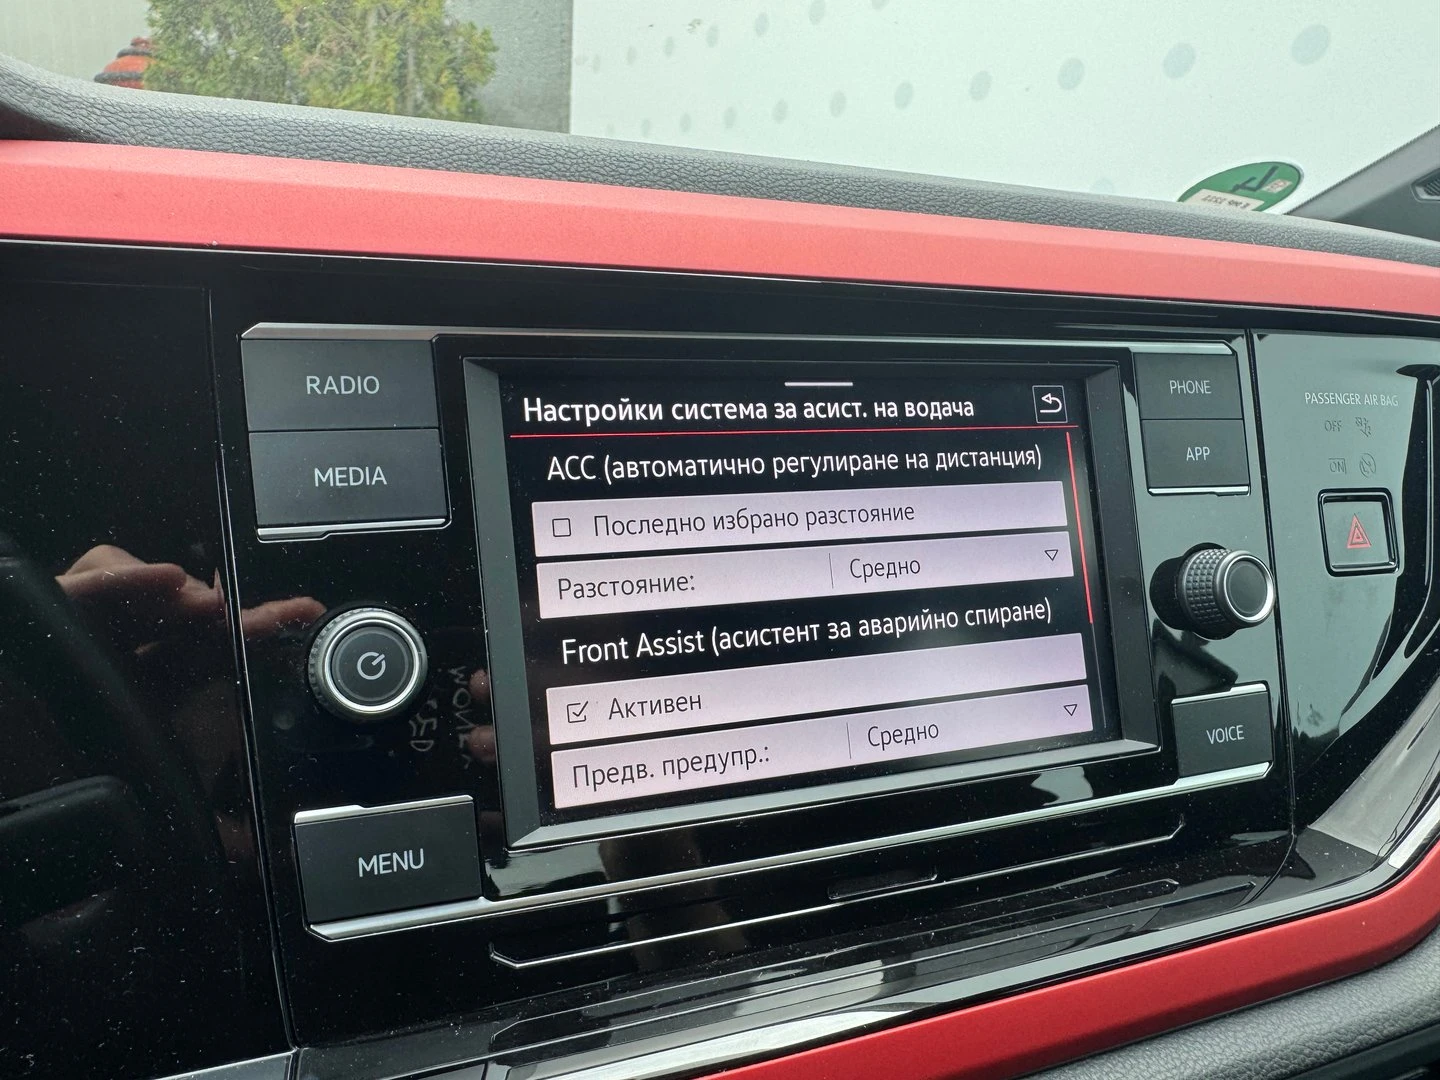 RADIO
MEDIA
MENU
Настройки система за асист. на водача
ACC (автоматично регулиране на дистанция)
Последно избрано разстояние
Разстояние:
Средно
Front Assist (асистент за аварийно спиране)
Активен
Предв. предупр.:
Средно
PHONE
APP
VOICE
PASSENGER AIR BAG
OFF
ON